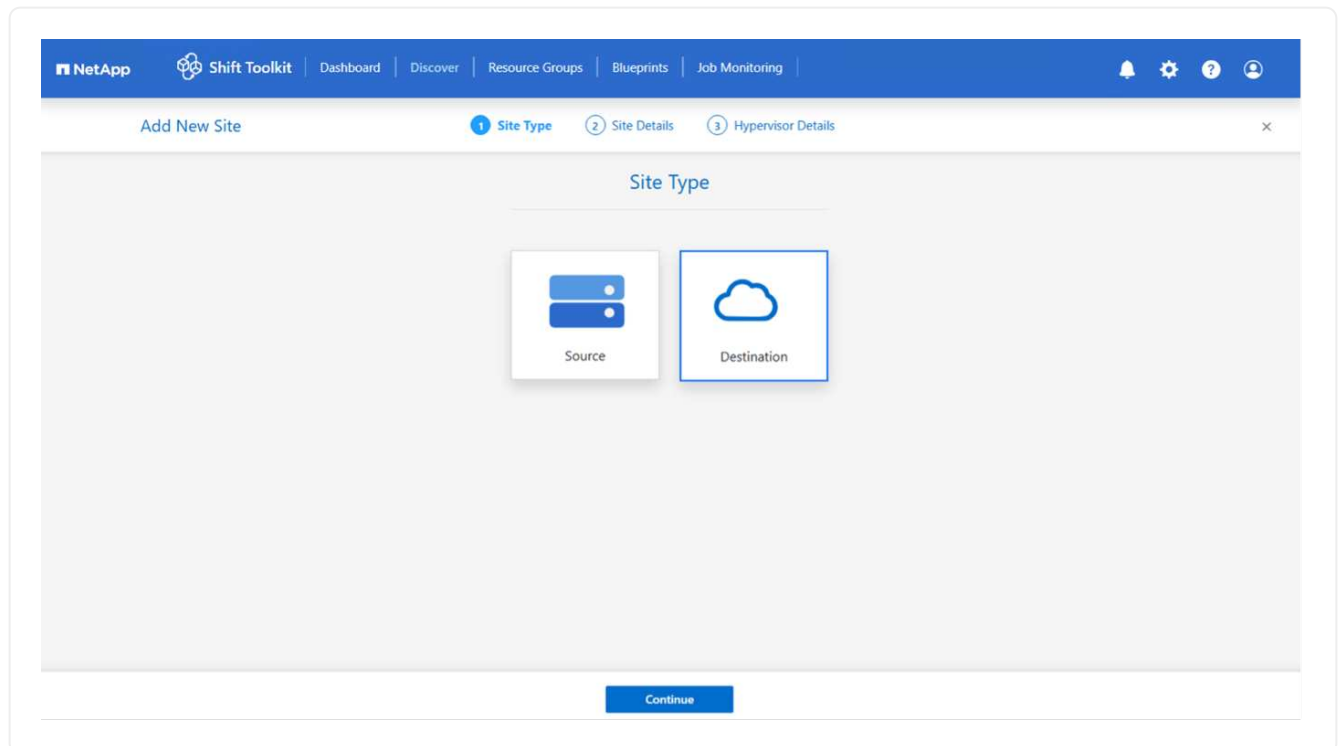 NetApp Shift Toolkit Dashboard Discover Resource Groups Blueprints Job Monitoring ?
Add New Site 1 Site Type 2 Site Details 3 Hypervisor Details ×
Site Type
Source Destination
Continue